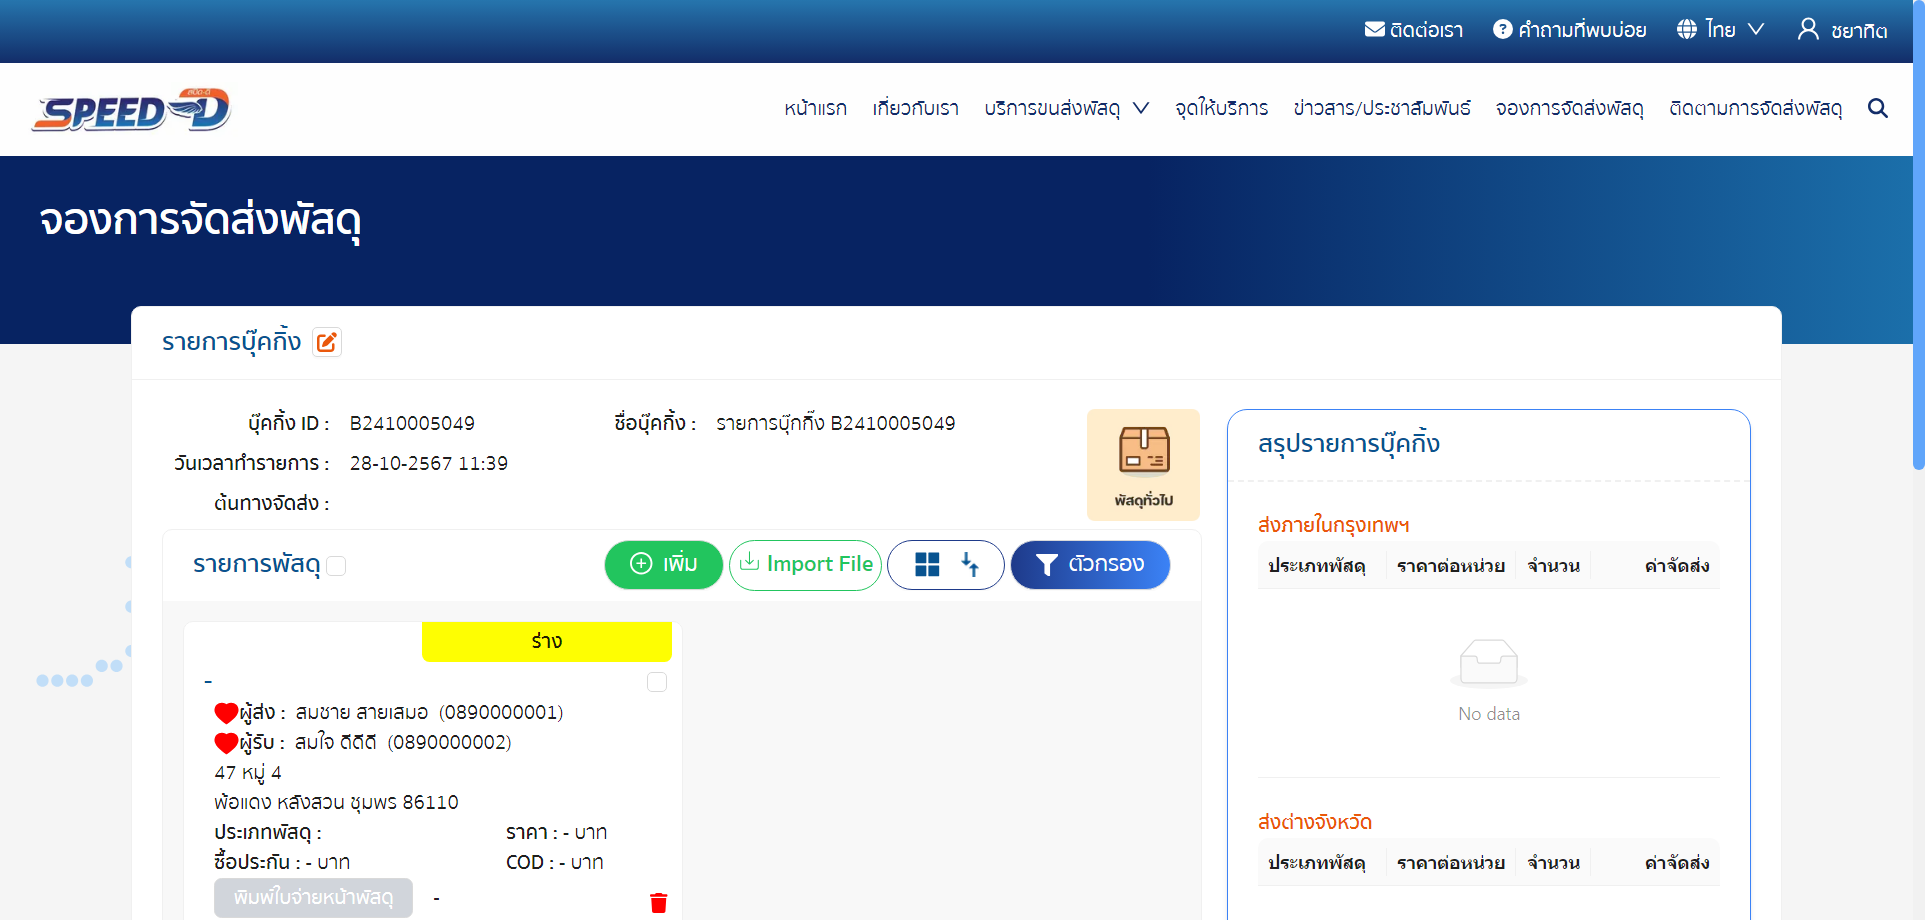 ติดต่อเรา คำถามที่พบบ่อย ไทย ชยาทิต
สปีด-ดี
SPEED-D
หน้าแรก เกี่ยวกับเรา บริการขนส่งพัสดุ จุดให้บริการ ข่าวสาร/ประชาสัมพันธ์ จองการจัดส่งพัสดุ ติดตามการจัดส่งพัสดุ
จองการจัดส่งพัสดุ
รายการบุ๊คกิ้ง
บุ๊คกิ้ง ID : B2410005049 ชื่อบุ๊คกิ้ง : รายการบุ๊กกิ๊ง B2410005049
วันเวลาทำรายการ : 28-10-2567 11:39
ต้นทางจัดส่ง :
พัสดุทั่วไป
รายการพัสดุ เพิ่ม Import File ตัวกรอง
ร่าง
-
ผู้ส่ง : สมชาย สายเสมอ (0890000001)
ผู้รับ : สมใจ ดีดีดี (0890000002)
47 หมู่ 4
พ้อแดง หลังสวน ชุมพร 86110
ประเภทพัสดุ : ราคา : - บาท
ซื้อประกัน : - บาท COD : - บาท
พิมพ์ใบจ่ายหน้าพัสดุ -
สรุปรายการบุ๊คกิ้ง
ส่งภายในกรุงเทพฯ
ประเภทพัสดุ ราคาต่อหน่วย จำนวน ค่าจัดส่ง
No data
ส่งต่างจังหวัด
ประเภทพัสดุ ราคาต่อหน่วย จำนวน ค่าจัดส่ง